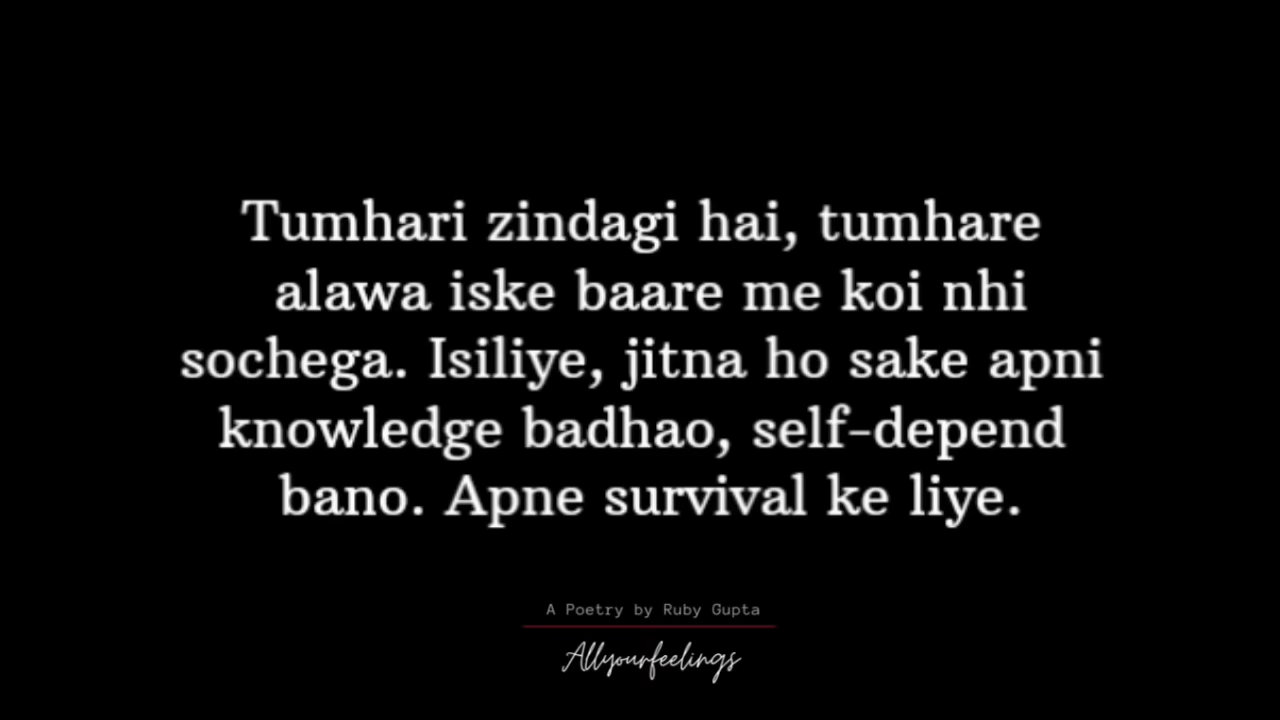 Tumhari zindagi hai, tumhare
alawa iske baare me koi nhi
sochega. Isiliye, jitna ho sake apni
knowledge badhao, self-depend
bano. Apne survival ke liye.
A Poetry by Ruby Gupta
Allyourfeelings